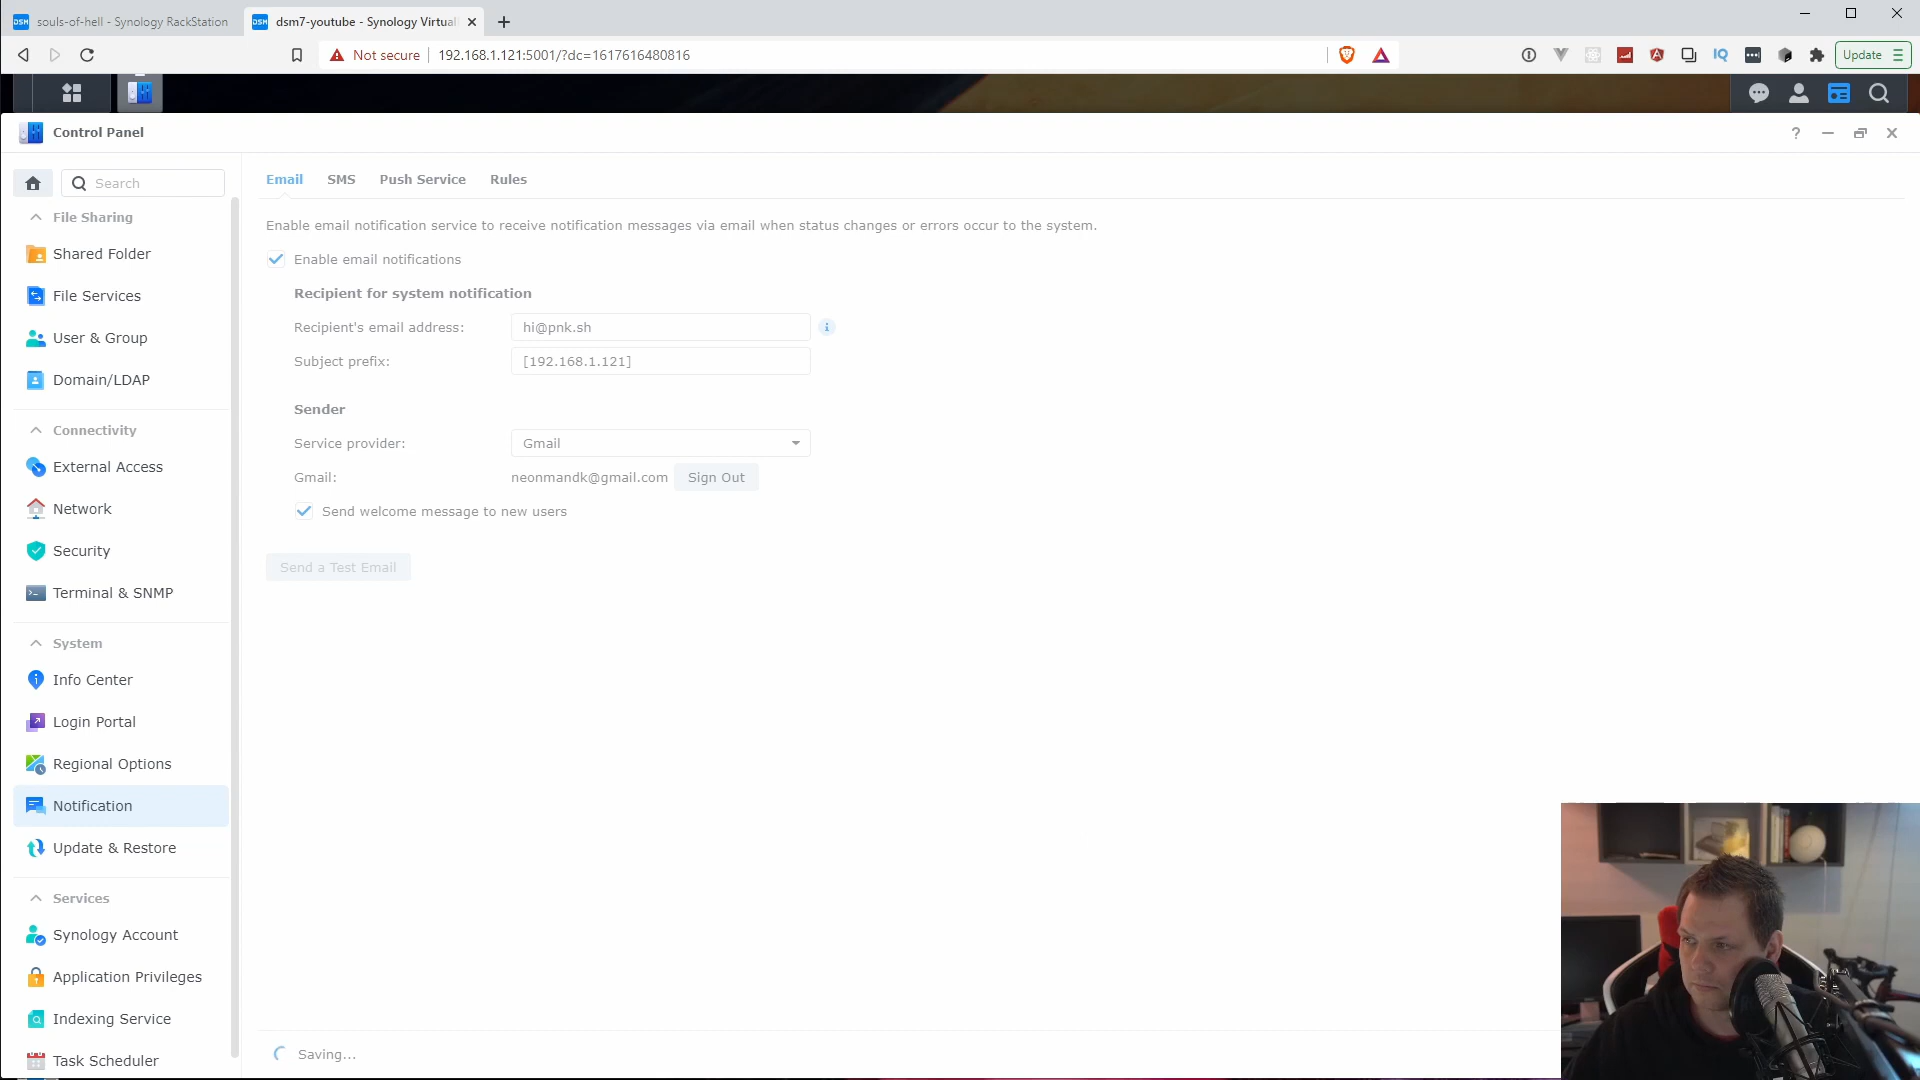 souls-of-hell - Synology RackStation
dsm7-youtube - Synology Virtual
Not secure
192.168.1.121:5001/?dc=1617616480816
Update
Control Panel
Search
Email
SMS
Push Service
Rules
File Sharing
Shared Folder
File Services
User & Group
Domain/LDAP
Connectivity
External Access
Network
Security
Terminal & SNMP
System
Info Center
Login Portal
Regional Options
Notification
Update & Restore
Services
Synology Account
Application Privileges
Indexing Service
Task Scheduler
Enable email notification service to receive notification messages via email when status changes or errors occur to the system.
Enable email notifications
Recipient for system notification
Recipient's email address: hi@pnk.sh
Subject prefix: [192.168.1.121]
Sender
Service provider: Gmail
Gmail: neonmandk@gmail.com Sign Out
Send welcome message to new users
Send a Test Email
Saving...